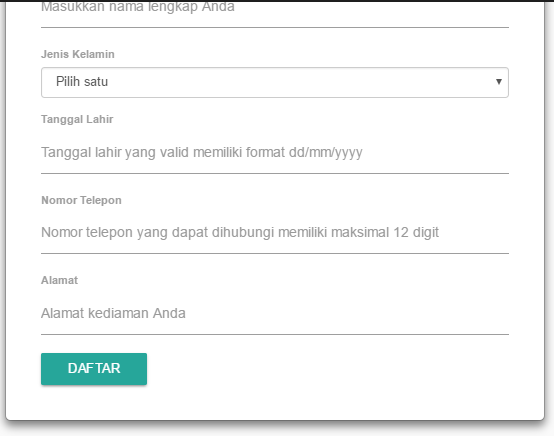 Masukkan nama lengkap Anda
Jenis Kelamin
Pilih satu
Tanggal Lahir
Tanggal lahir yang valid memiliki format dd/mm/yyyy
Nomor Telepon
Nomor telepon yang dapat dihubungi memiliki maksimal 12 digit
Alamat
Alamat kediaman Anda
DAFTAR